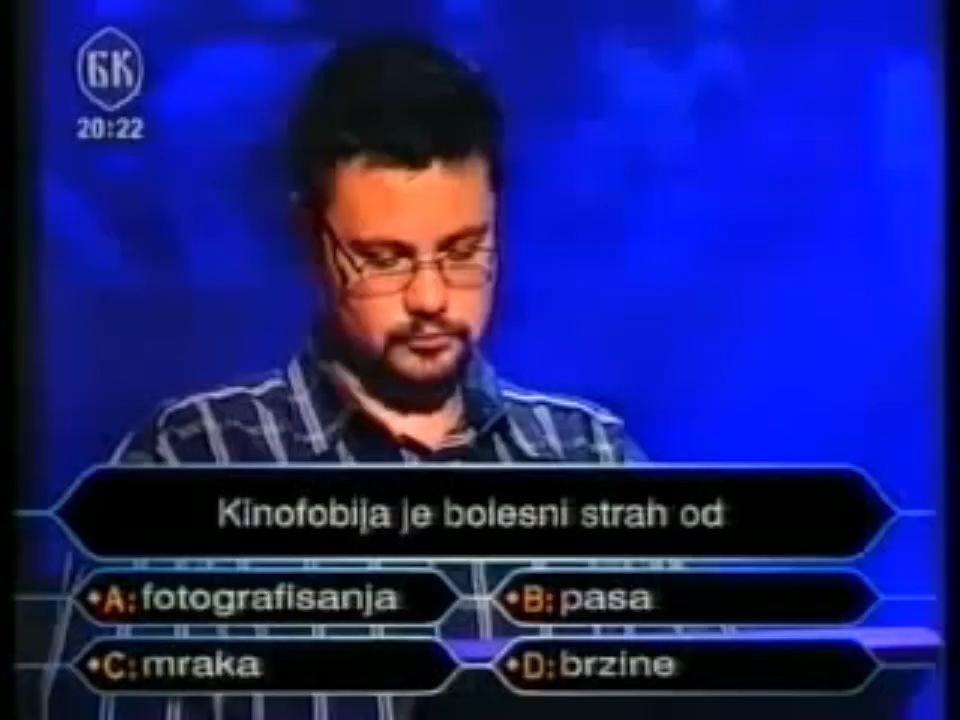 БК
20:22
Kinofobija je bolesni strah od
A: fotografisanja
B: pasa
C: mraka
D: brzine